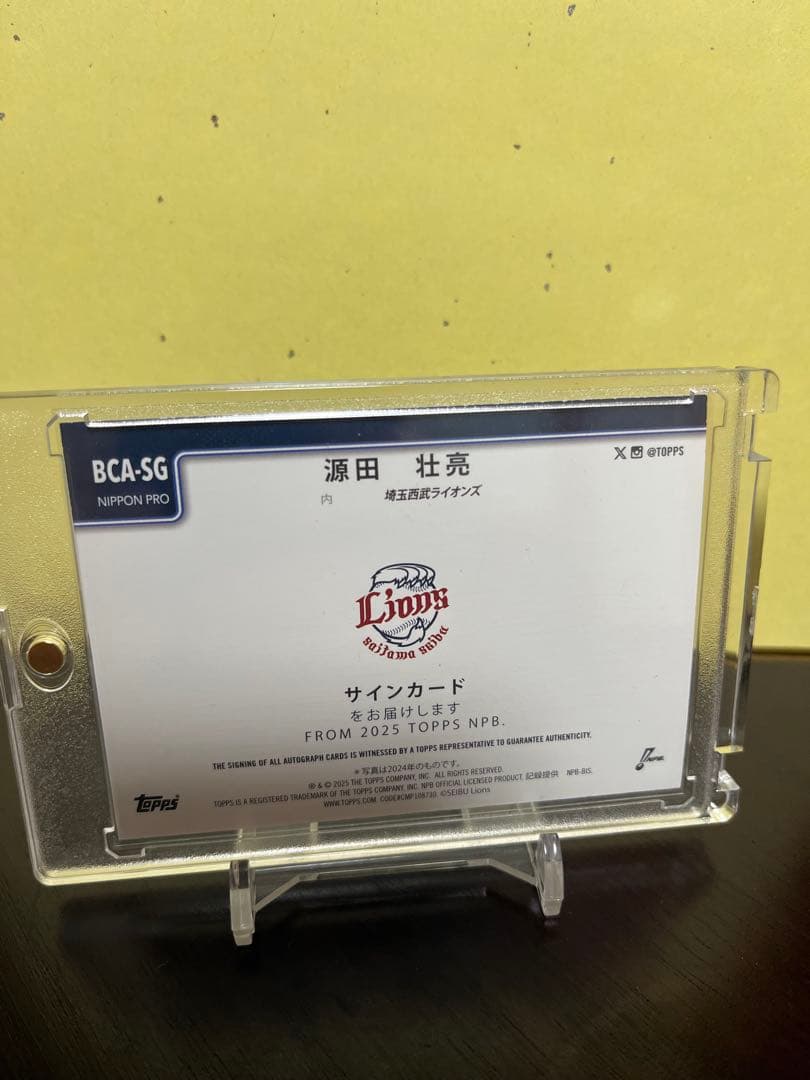 BCA-SG
NIPPON PRO
源田 壮亮
内 埼玉西武ライオンズ
@TOPPS
Lions
saitama seibu
サインカード
をお届けします
FROM 2025 TOPPS NPB.
THE SIGNING OF ALL AUTOGRAPH CARDS IS WITNESSED BY A TOPPS REPRESENTATIVE TO GUARANTEE AUTHENTICITY.
※写真は2024年のものです。
® & © 2025 THE TOPPS COMPANY, INC. ALL RIGHTS RESERVED.
TOPPS IS A REGISTERED TRADEMARK OF THE TOPPS COMPANY, INC. NPB OFFICIAL LICENSED PRODUCT. 記録提供 NPB-BIS.
WWW.TOPPS.COM. CODE#CMP108730. ©SEIBU Lions
TOPPS